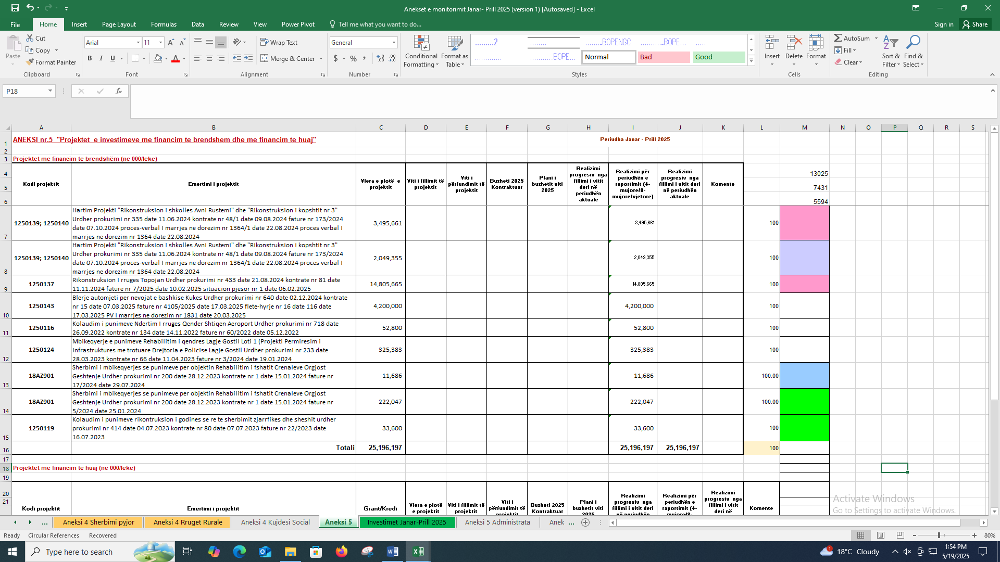 Anekset e monitorimit Janar- Prill 2025 (version 1) [Autosaved] - Excel
File Home Insert Page Layout Formulas Data Review View Power Pivot Tell me what you want to do... Sign in Share
Paste Cut Copy Format Painter Clipboard
Arial 11 Font
Wrap Text Merge & Center Alignment
General Number
Conditional Formatting Format as Table
.........2 ........BOPENGC ...........BOPE... .....
............BOPE... Normal Bad Good Styles
Insert Delete Format Cells
AutoSum Fill Clear Sort & Filter Find & Select Editing
P18
A B C D E F G H I J K L M N O P Q R S
1 ANEKSI nr.5 "Projektet e investimeve me financim te brendshem dhe me financim te huaj" Periudha Janar - Prill 2025
2
3 Projektet me financim te brendshëm (ne 000/leke)
4 13025
5 7431
6 5594
Kodi projektit
Emertimi i projektit
Vlera e plotë e projektit
Viti i fillimit të projektit
Viti i përfundimit të projektit
Buxheti 2025 Kontraktuar
Plani i buxhetit viti 2025
Realizimi progresiv nga fillimi i vitit deri në periudhën aktuale
Realizimi për periudhën e raportimit (4-mujore/8-mujore/vjetore)
Realizimi progresiv nga fillimi i vitit deri në periudhën aktuale
Komente
7 1250139; 1250140
Hartim Projekti "Rikonstruksion i shkolles Avni Rustemi" dhe "Rikonstruksion i kopshtit nr 3"
Urdher prokurimi nr 335 date 11.06.2024 kontrate nr 48/1 date 09.08.2024 fature nr 173/2024
date 07.10.2024 proces-verbal I marrjes ne dorezim nr 1364/1 date 22.08.2024 proces verbal I
marrjes ne dorezim nr 1364 date 22.08.2024
3,495,661 3,495,661 100
8 1250139; 1250140
Hartim Projekti "Rikonstruksion I shkolles Avni Rustemi" dhe "Rikonstruksion i kopshtit nr 3"
Urdher prokurimi nr 335 date 11.06.2024 kontrate nr 48/1 date 09.08.2024 fature nr 173/2024
date 07.10.2024 proces-verbal I marrjes ne dorezim nr 1364/1 date 22.08.2024 proces verbal I
marrjes ne dorezim nr 1364 date 22.08.2024
2,049,355 2,049,355 100
9 1250137
Rikonstruksion I rruges Topojan Urdher prokurimi nr 433 date 21.08.2024 kontrate nr 81 date
11.11.2024 fature nr 7/2025 date 10.02.2025 situacion pjesor nr 1 date 06.02.2025
14,805,665 14,805,665 100
10 1250143
Blerje automjeti per nevojat e bashkise Kukes Urdher prokurimi nr 640 date 02.12.2024 kontrate
nr 15 date 07.03.2025 fature nr 4105/2025 date 17.03.2025 flete-hyrje nr 16 date 116 date
17.03.2025 PV I marrjes ne dorezim nr 1831 date 20.03.2025
4,200,000 4,200,000 100
11 1250116
Kolaudim i punimeve Ndertim I rruges Qender Shtiqen Aeroport Urdher prokurimi nr 718 date
26.09.2022 kontrate nr 134 date 14.11.2022 fature nr 60/2022 date 05.12.2022
52,800 52,800 100
12 1250124
Mbikeqyerje e punimeve Rehabilitim i qendres Lagje Gostil Loti 1 (Projekti Permiresim i
Infrastruktures me trotuare Drejtoria e Policise Lagje Gostil Urdher prokurimi nr 233 date
28.03.2023 kontrate nr 66 date 11.04.2023 fature nr 3/2024 date 19.01.2024
325,383 325,383 100
13 18AZ901
Sherbimi i mbikeqyerjes se punimeve per objektin Rehabilitim i fshatit Crenaleve Orgjost
Geshtenje Urdher prokurimi nr 200 date 28.12.2023 kontrate nr 1 date 15.01.2024 fature nr
17/2024 date 29.07.2024
11,686 11,686 100.00
14 18AZ901
Sherbimi i mbikeqyerjes se punimeve per objektin Rehabilitim i fshatit Crenaleve Orgjost
Geshtenje Urdher prokurimi nr 200 date 28.12.2023 kontrate nr 1 date 15.01.2024 fature nr
5/2024 date 25.01.2024
222,047 222,047 100.00
15 1250119
Kolaudim i punimeve rikontruksion i godines se re te sherbimit zjarrfikes dhe sheshit urdher
prokurimi nr 414 date 04.07.2023 kontrate nr 80 date 07.07.2023 fature nr 22/2023 date
16.07.2023
33,600 33,600 100
16 Totali 25,196,197 25,196,197 25,196,197 100
17
18 Projektet me financim te huaj (ne 000/leke)
19
20
21
Kodi projektit
Emertimi i projektit
Grant/Kredi
Vlera e plotë e projektit
Viti i fillimit të projektit
Viti i përfundimit të projektit
Buxheti 2025 Kontraktuar
Plani i buxhetit viti 2025
Realizimi progresiv nga fillimi i vitit deri në periudhën
Realizimi për periudhën e raportimit (4-mujore/8-
Realizimi progresiv nga fillimi i vitit deri në
Komente
Activate Windows
Go to Settings to activate Windows.
... Aneksi 4 Sherbimi pyjor Aneksi 4 Rruget Rurale Aneksi 4 Kujdesi Social Aneksi 5 Investimet Janar-Prill 2025 Aneksi 5 Administrata Anek ...
Ready Circular References Recovered 80%
Type here to search 1 18°C Cloudy 1:54 PM
5/19/2025